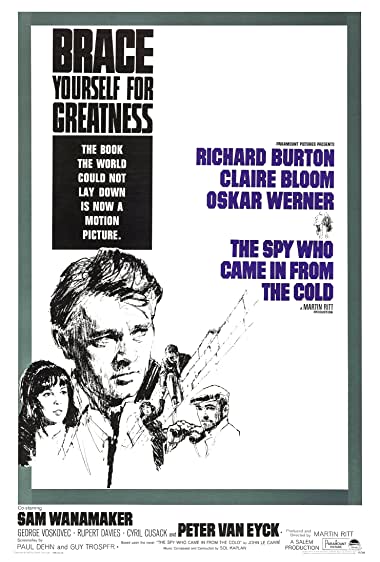 BRACE
YOURSELF FOR
GREATNESS
THE BOOK
THE WORLD
COULD NOT
LAY DOWN
IS NOW A
MOTION
PICTURE.
PARAMOUNT PICTURES PRESENTS
RICHARD BURTON
CLAIRE BLOOM
OSKAR WERNER
THE SPY WHO
CAME IN FROM
THE COLD
A MARTIN RITT
PRODUCTION
Co-starring
SAM WANAMAKER
GEORGE VOSKOVEC · RUPERT DAVIES · CYRIL CUSACK and PETER VAN EYCK
Produced and Directed by MARTIN RITT
Screenplay by PAUL DEHN and GUY TROSPER
Based upon the novel "THE SPY WHO CAME IN FROM THE COLD" by JOHN LE CARRÉ
Music Composed and Conducted by SOL KAPLAN
A SALEM
PRODUCTION
A
Paramount